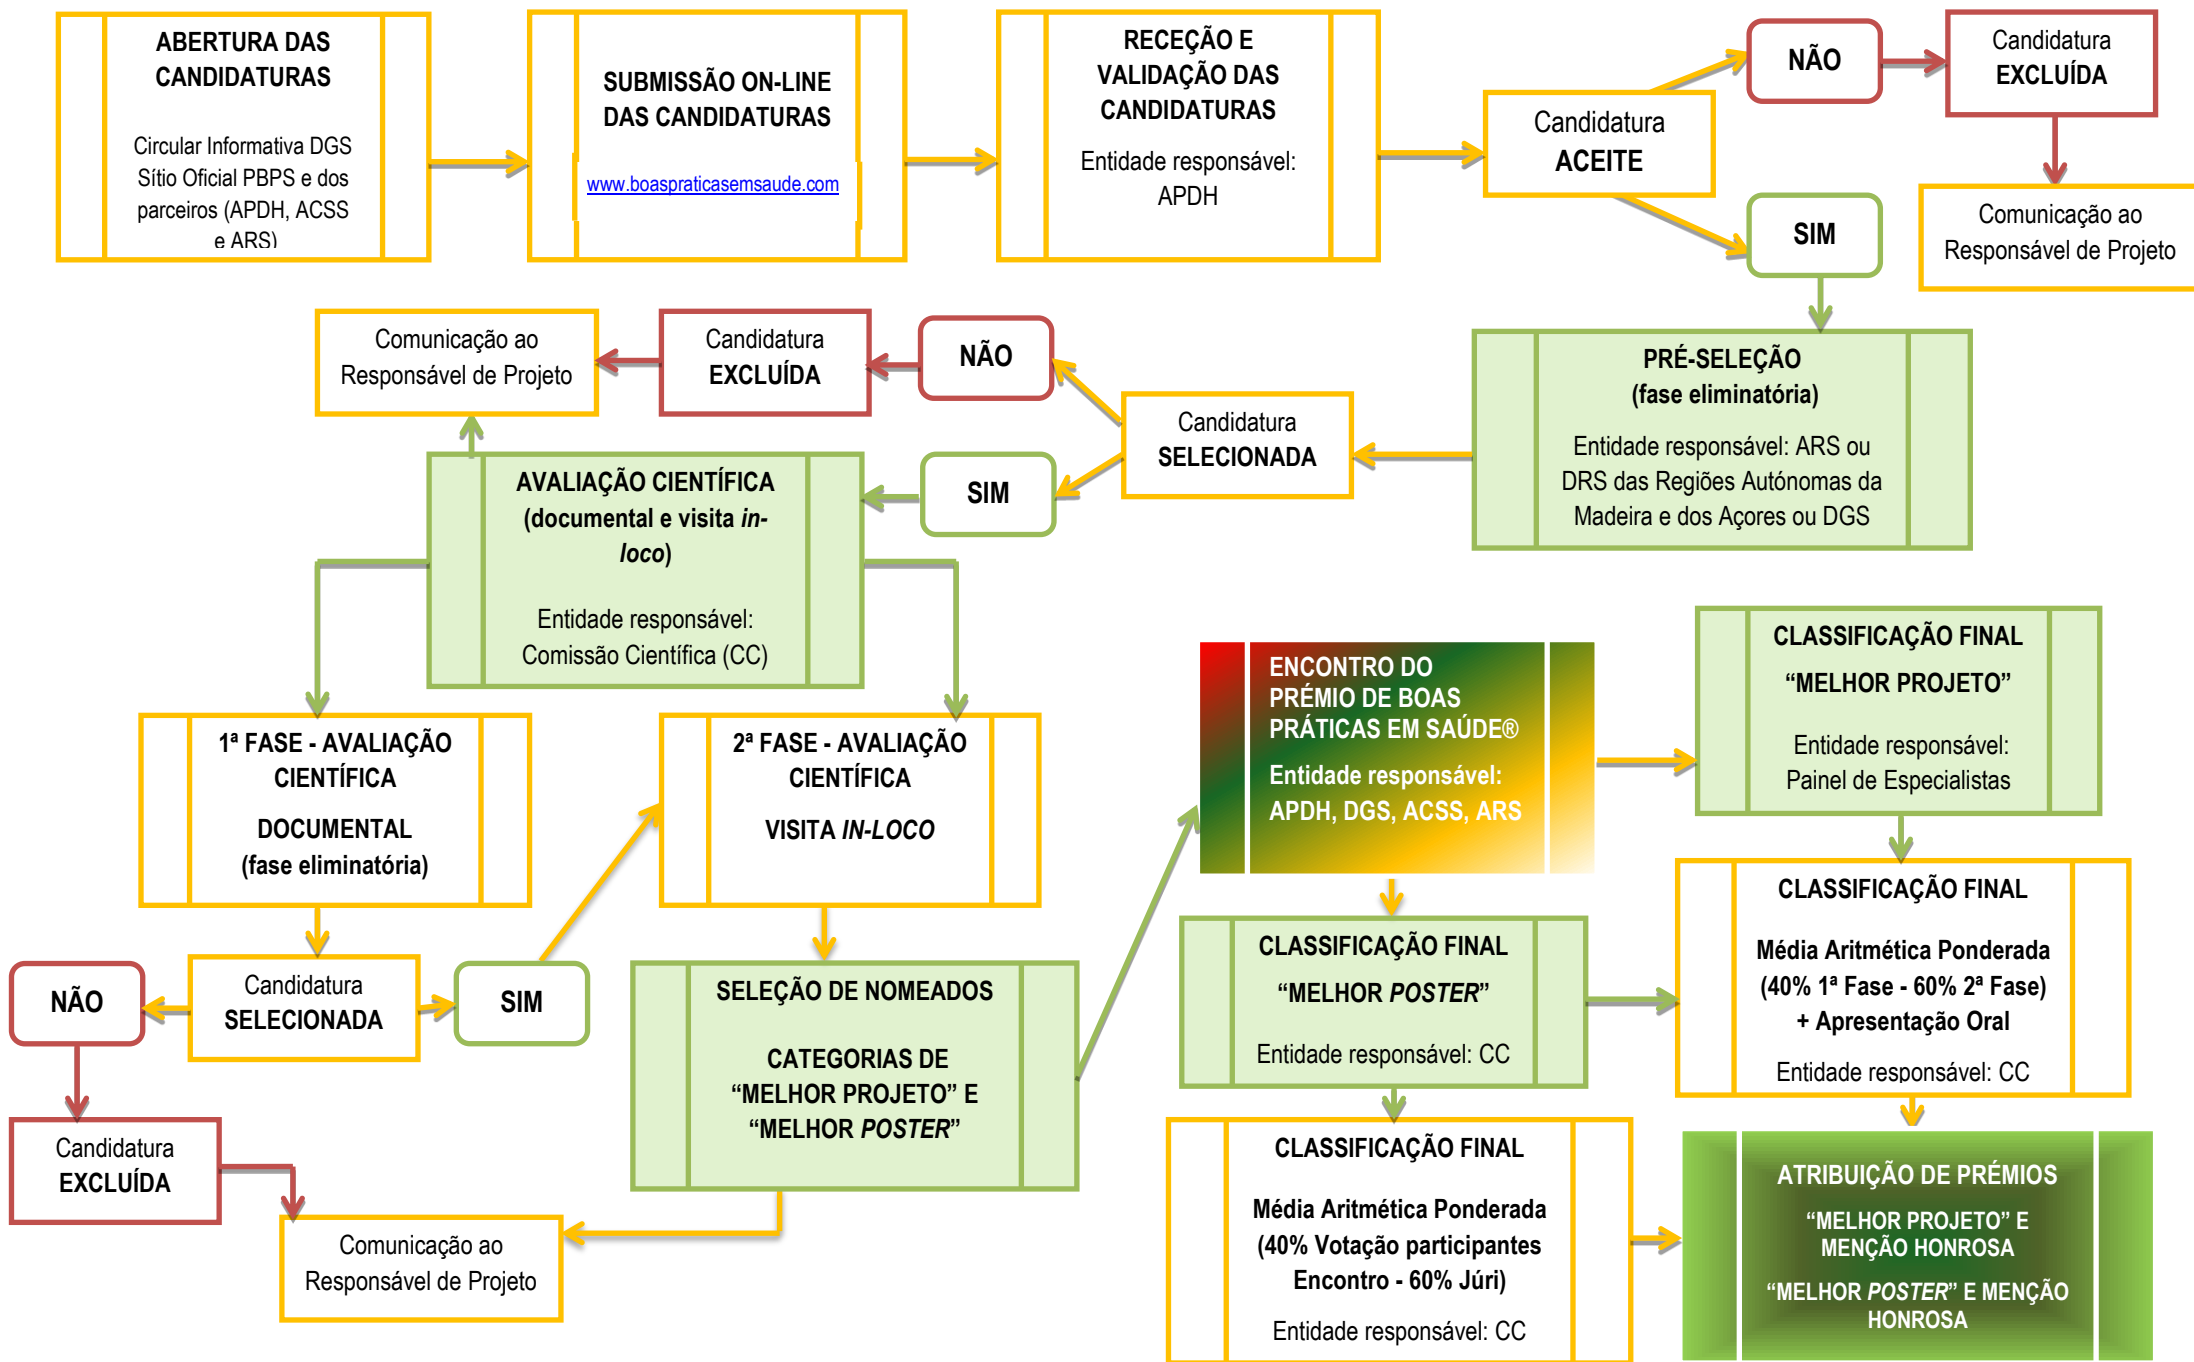 ABERTURA DAS
CANDIDATURAS
Circular Informativa DGS
Sítio Oficial PBPS e dos
parceiros (APDH, ACSS
e ARS)
SUBMISSÃO ON-LINE
DAS CANDIDATURAS
www.boaspraticasemsaude.com
RECEÇÃO E
VALIDAÇÃO DAS
CANDIDATURAS
Entidade responsável:
APDH
Candidatura
ACEITE
NÃO
Candidatura
EXCLUÍDA
Comunicação ao
Responsável de Projeto
SIM
PRÉ-SELEÇÃO
(fase eliminatória)
Entidade responsável: ARS ou
DRS das Regiões Autónomas da
Madeira e dos Açores ou DGS
Candidatura
SELECIONADA
NÃO
Candidatura
EXCLUÍDA
Comunicação ao
Responsável de Projeto
SIM
AVALIAÇÃO CIENTÍFICA
(documental e visita in-
loco)
Entidade responsável:
Comissão Científica (CC)
1ª FASE - AVALIAÇÃO
CIENTÍFICA
DOCUMENTAL
(fase eliminatória)
Candidatura
SELECIONADA
NÃO
Candidatura
EXCLUÍDA
Comunicação ao
Responsável de Projeto
SIM
2ª FASE - AVALIAÇÃO
CIENTÍFICA
VISITA IN-LOCO
SELEÇÃO DE NOMEADOS
CATEGORIAS DE
“MELHOR PROJETO” E
“MELHOR POSTER”
ENCONTRO DO
PRÉMIO DE BOAS
PRÁTICAS EM SAÚDE®
Entidade responsável:
APDH, DGS, ACSS, ARS
CLASSIFICAÇÃO FINAL
“MELHOR PROJETO”
Entidade responsável:
Painel de Especialistas
CLASSIFICAÇÃO FINAL
Média Aritmética Ponderada
(40% 1ª Fase - 60% 2ª Fase)
+ Apresentação Oral
Entidade responsável: CC
CLASSIFICAÇÃO FINAL
“MELHOR POSTER”
Entidade responsável: CC
CLASSIFICAÇÃO FINAL
Média Aritmética Ponderada
(40% Votação participantes
Encontro - 60% Júri)
Entidade responsável: CC
ATRIBUIÇÃO DE PRÉMIOS
“MELHOR PROJETO” E
MENÇÃO HONROSA
“MELHOR POSTER” E MENÇÃO
HONROSA